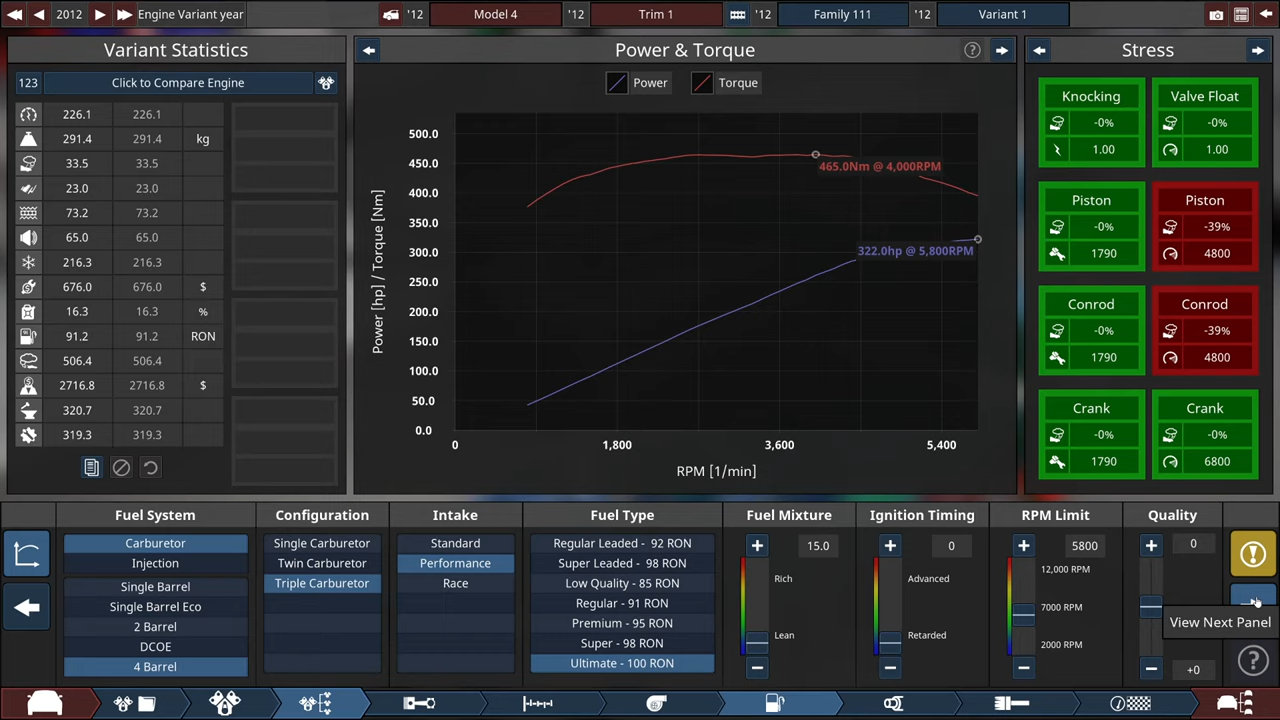 2012 Engine Variant year '12 Model 4 '12 Trim 1 '12 Family 111 '12 Variant 1
Variant Statistics
123 Click to Compare Engine
226.1 226.1
291.4 291.4 kg
33.5 33.5
23.0 23.0
73.2 73.2
65.0 65.0
216.3 216.3
676.0 676.0 $
16.3 16.3 %
91.2 91.2 RON
506.4 506.4
2716.8 2716.8 $
320.7 320.7
319.3 319.3
Power & Torque
Power Torque
Power [hp] / Torque [Nm]
500.0
450.0
400.0
350.0
300.0
250.0
200.0
150.0
100.0
50.0
0.0
465.0Nm @ 4,000RPM
322.0hp @ 5,800RPM
0 1,800 3,600 5,400
RPM [1/min]
Stress
Knocking Valve Float
-0% -0%
1.00 1.00
Piston Piston
-0% -39%
1790 4800
Conrod Conrod
-0% -39%
1790 4800
Crank Crank
-0% -0%
1790 6800
Fuel System
Carburetor
Injection
Single Barrel
Single Barrel Eco
2 Barrel
DCOE
4 Barrel
Configuration
Single Carburetor
Twin Carburetor
Triple Carburetor
Intake
Standard
Performance
Race
Fuel Type
Regular Leaded - 92 RON
Super Leaded - 98 RON
Low Quality - 85 RON
Regular - 91 RON
Premium - 95 RON
Super - 98 RON
Ultimate - 100 RON
Fuel Mixture
15.0
Rich
Lean
Ignition Timing
0
Advanced
Retarded
RPM Limit
5800
12,000 RPM
7000 RPM
2000 RPM
Quality
0
+0
View Next Panel